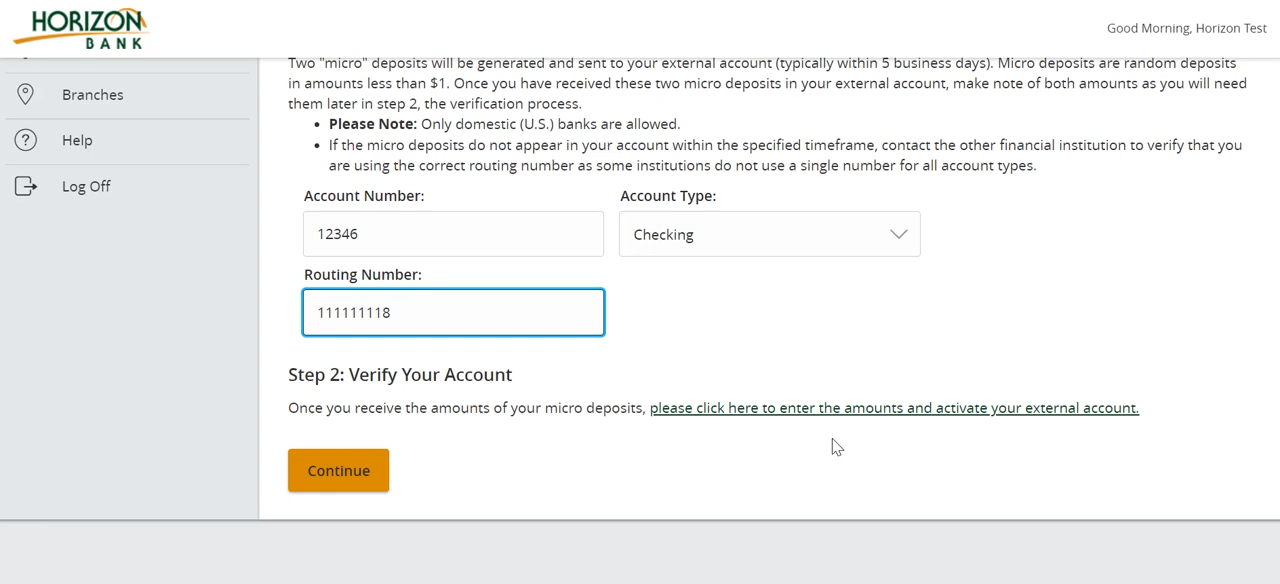 HORIZON
BANK
Good Morning, Horizon Test
Branches
Help
Log Off
Two "micro" deposits will be generated and sent to your external account (typically within 5 business days). Micro deposits are random deposits
in amounts less than $1. Once you have received these two micro deposits in your external account, make note of both amounts as you will need
them later in step 2, the verification process.
• Please Note: Only domestic (U.S.) banks are allowed.
• If the micro deposits do not appear in your account within the specified timeframe, contact the other financial institution to verify that you
are using the correct routing number as some institutions do not use a single number for all account types.
Account Number: Account Type:
12346 Checking
Routing Number:
111111118
Step 2: Verify Your Account
Once you receive the amounts of your micro deposits, please click here to enter the amounts and activate your external account.
Continue